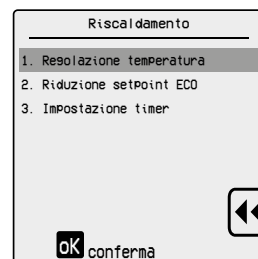 Riscaldamento
1. Regolazione temperatura
2. Riduzione setpoint ECO
3. Impostazione timer
OK conferma